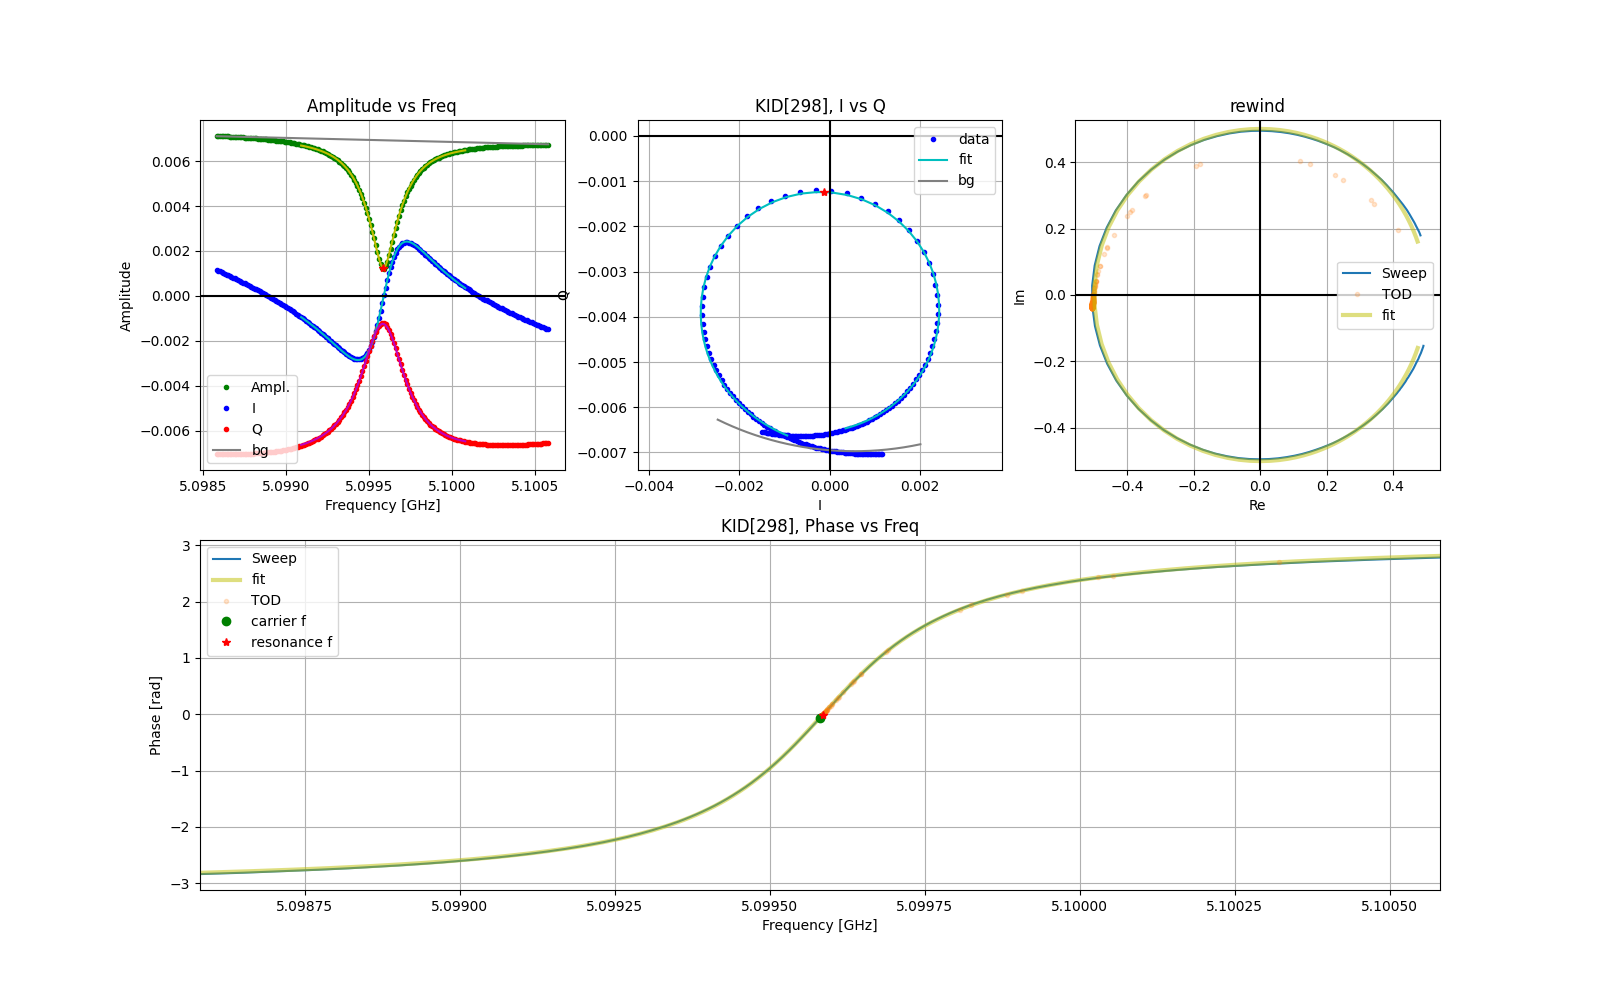 Amplitude vs Freq
Amplitude
0.006
0.004
0.002
0.000
−0.002
−0.004
−0.006
Ampl.
I
Q
bg
5.0985 5.0990 5.0995 5.1000 5.1005
Frequency [GHz]
KID[298], I vs Q
Q
0.000
−0.001
−0.002
−0.003
−0.004
−0.005
−0.006
−0.007
data
fit
bg
−0.004 −0.002 0.000 0.002
I
rewind
Im
0.4
0.2
0.0
−0.2
−0.4
Sweep
TOD
fit
−0.4 −0.2 0.0 0.2 0.4
Re
KID[298], Phase vs Freq
Phase [rad]
3
2
1
0
−1
−2
−3
Sweep
fit
TOD
carrier f
resonance f
5.09875 5.09900 5.09925 5.09950 5.09975 5.10000 5.10025 5.10050
Frequency [GHz]